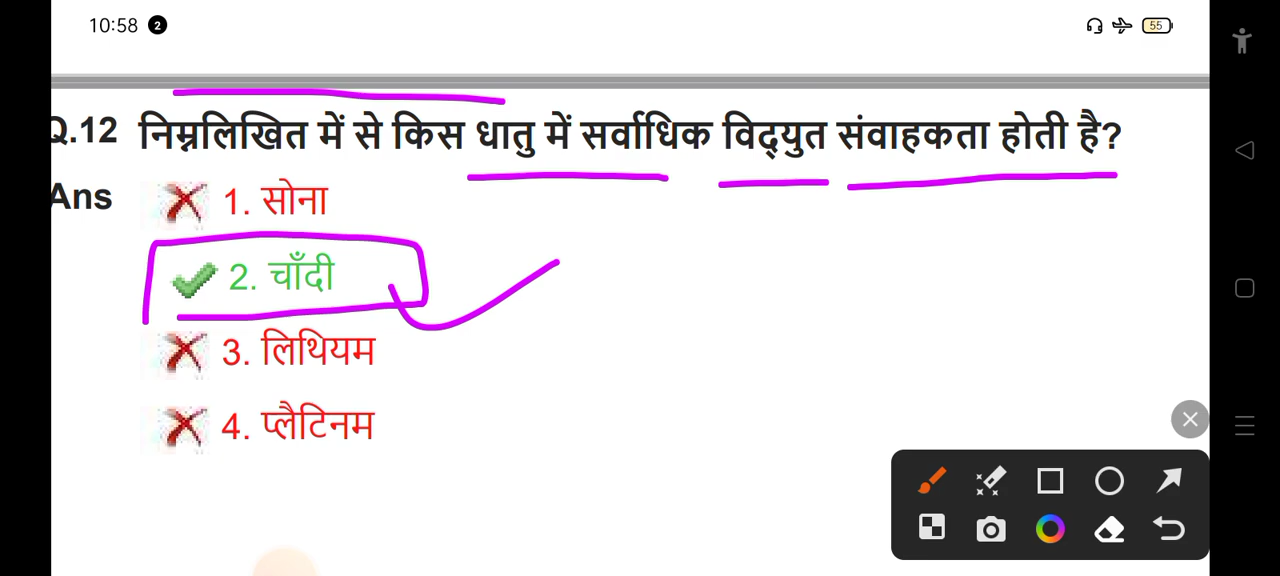 10:58 2
55
Q.12 निम्नलिखित में से किस धातु में सर्वाधिक विद्युत संवाहकता होती है?
Ans 1. सोना
2. चाँदी
3. लिथियम
4. प्लैटिनम